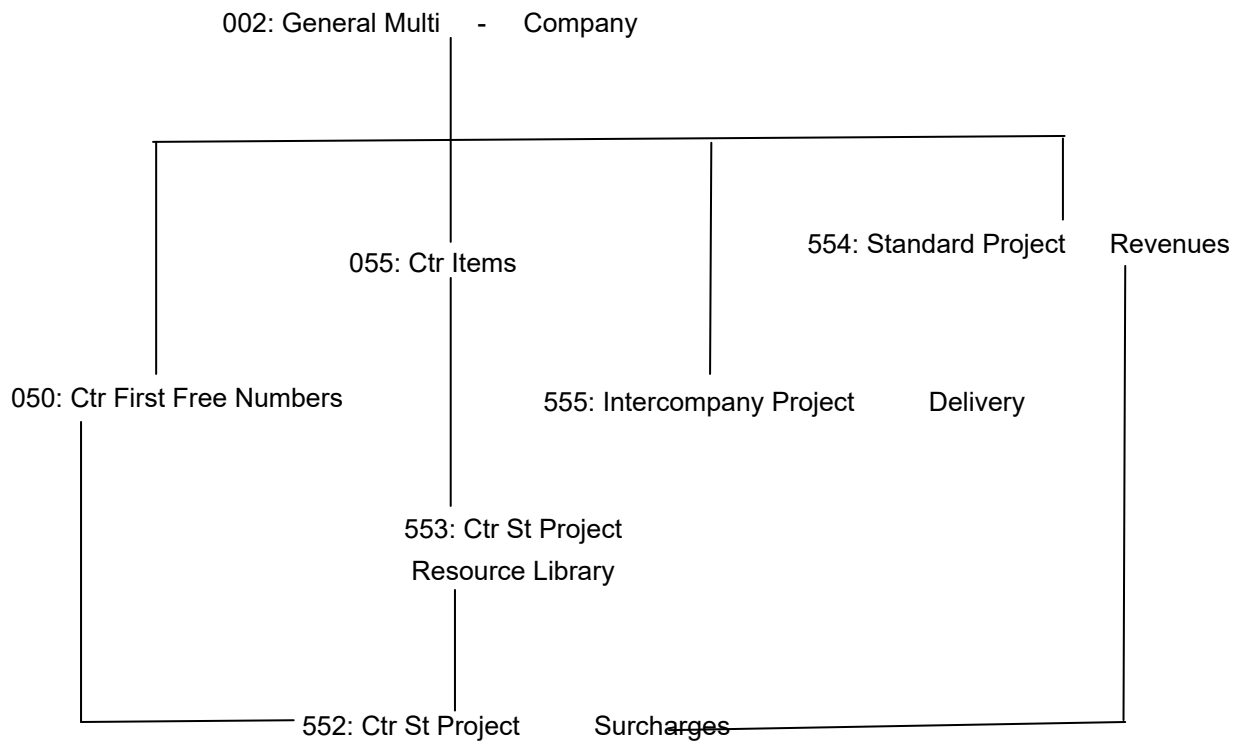 002: General Multi - Company
554: Standard Project Revenues
055: Ctr Items
050: Ctr First Free Numbers
555: Intercompany Project Delivery
553: Ctr St Project
Resource Library
552: Ctr St Project Surcharges